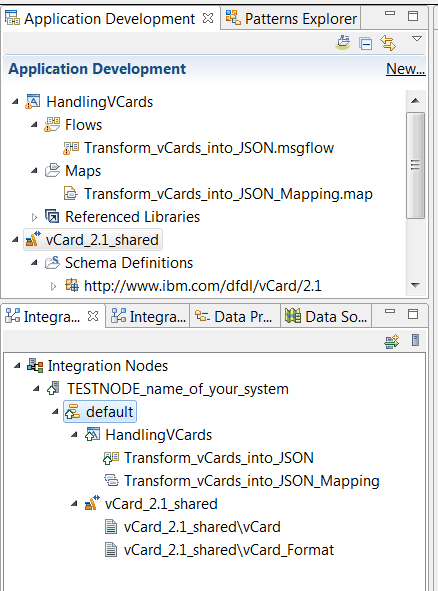 Application Development
Patterns Explorer
Application Development
New...
HandlingVCards
Flows
Transform_vCards_into_JSON.msgflow
Maps
Transform_vCards_into_JSON_Mapping.map
Referenced Libraries
vCard_2.1_shared
Schema Definitions
http://www.ibm.com/dfdl/vCard/2.1
Integra...
Integra...
Data Pr...
Data So...
Integration Nodes
TESTNODE_name_of_your_system
default
HandlingVCards
Transform_vCards_into_JSON
Transform_vCards_into_JSON_Mapping
vCard_2.1_shared
vCard_2.1_shared\vCard
vCard_2.1_shared\vCard_Format